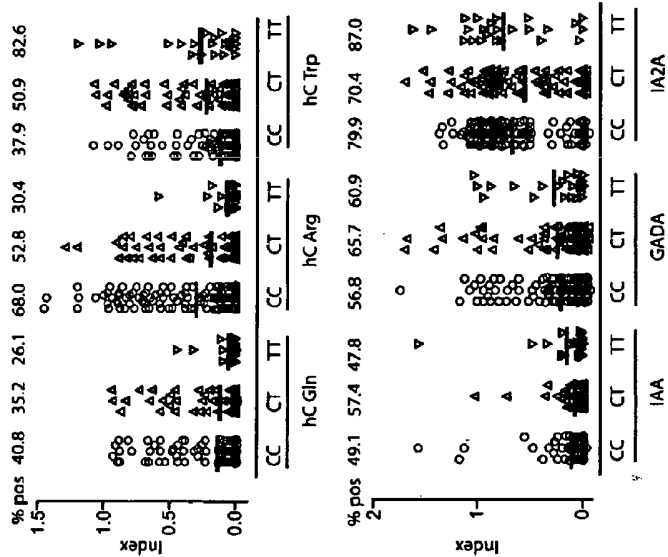 % pos 40.8 35.2 26.1 68.0 52.8 30.4 37.9 50.9 82.6
1.5
1.0
0.5
0.0
Index
CC CT TT CC CT TT CC CT TT
hC Gln hC Arg hC Trp
% pos 49.1 57.4 47.8 56.8 65.7 60.9 79.9 70.4 87.0
2
1
0
Index
CC CT TT CC CT TT CC CT TT
IAA GADA IA2A